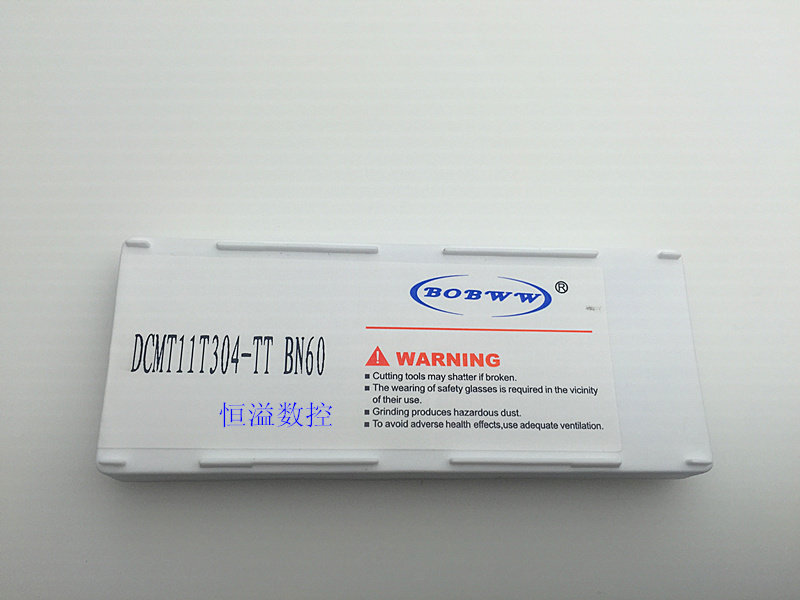 BOBWW®
DCMT11T304-TT BN60
WARNING
■ Cutting tools may shatter if broken.
■ The wearing of safety glasses is required in the vicinity
of their use.
■ Grinding produces hazardous dust.
■ To avoid adverse health effects,use adequate ventilation.
恒溢数控